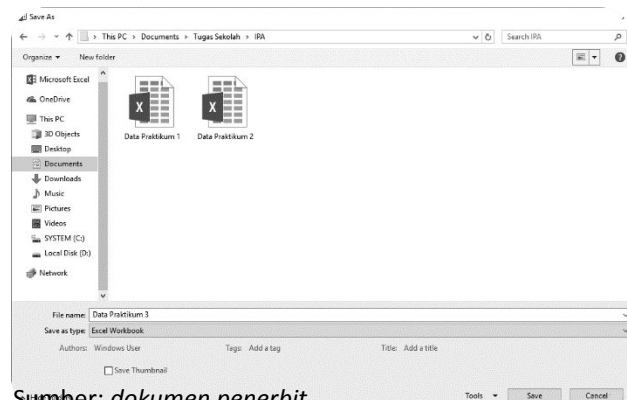 Save As
This PC > Documents > Tugas Sekolah > IPA
Search IPA
Organize
New folder
Microsoft Excel
OneDrive
This PC
3D Objects
Desktop
Documents
Downloads
Music
Pictures
Videos
SYSTEM (C:)
Local Disk (D:)
Network
Data Praktikum 1
Data Praktikum 2
File name: Data Praktikum 3
Save as type: Excel Workbook
Authors: Windows User
Tags: Add a tag
Title: Add a title
Save Thumbnail
Tools
Save
Cancel
Sumber: dokumen penerbit